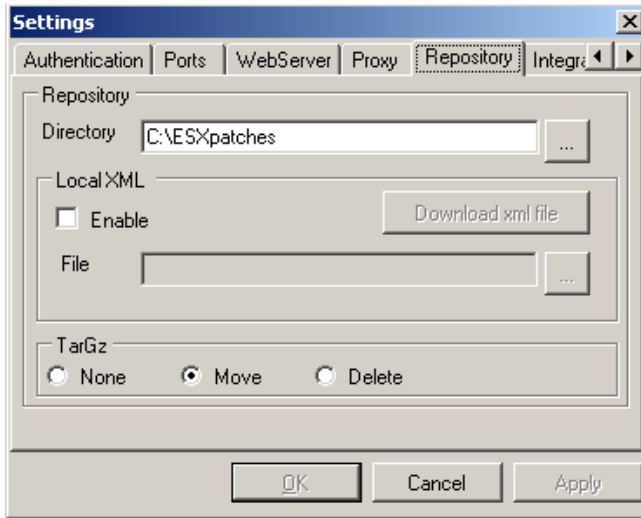 Settings
Authentication Ports WebServer Proxy Repository Integra
Repository
Directory C:\ESXpatches ...
Local XML
Enable Download xml file
File ...
TarGz
None Move Delete
OK Cancel Apply